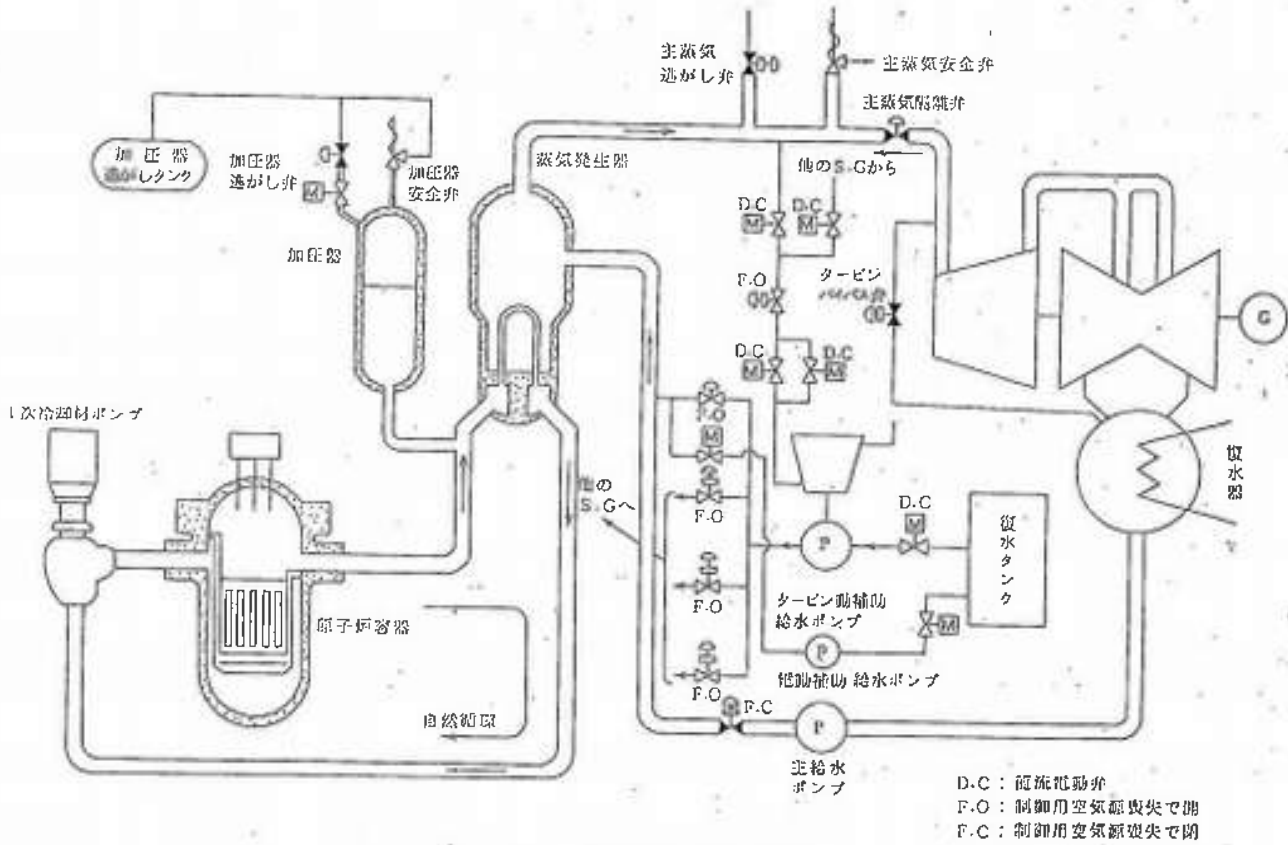 主蒸気
逃がし弁
主蒸気安全弁
主蒸気隔離弁
加圧器
逃がしタンク
加圧器
逃がし弁
M
加圧器
安全弁
蒸気発生器
他のS.Gから
D.C
M
D.C
M
加圧器
F.O
タービン
バイパス弁
G
D.C
M
D.C
M
1次冷却材ポンプ
F.O
M
復水器
他の
S.Gへ
F.O
D.C
M
P
復水タンク
原子炉容器
F.O
タービン動補助
給水ポンプ
M
P
F.O
電動補助給水ポンプ
自然循環
F.C
P
主給水
ポンプ
D.C : 直流電動弁
F.O : 制御用空気源喪失で開
F.C : 制御用空気源喪失で閉